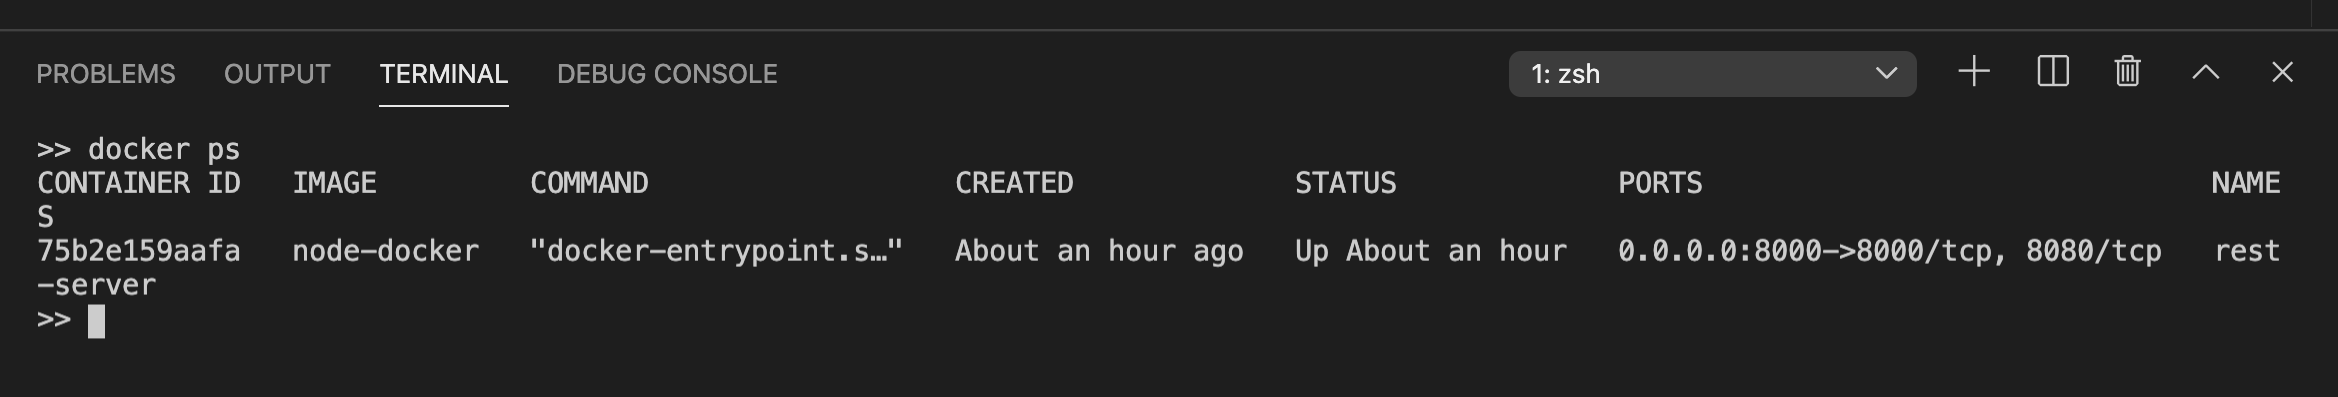 PROBLEMS OUTPUT TERMINAL DEBUG CONSOLE 1: zsh
>> docker ps
CONTAINER ID IMAGE COMMAND CREATED STATUS PORTS NAME
S
75b2e159aafa node-docker "docker-entrypoint.s…" About an hour ago Up About an hour 0.0.0.0:8000->8000/tcp, 8080/tcp rest
-server
>>